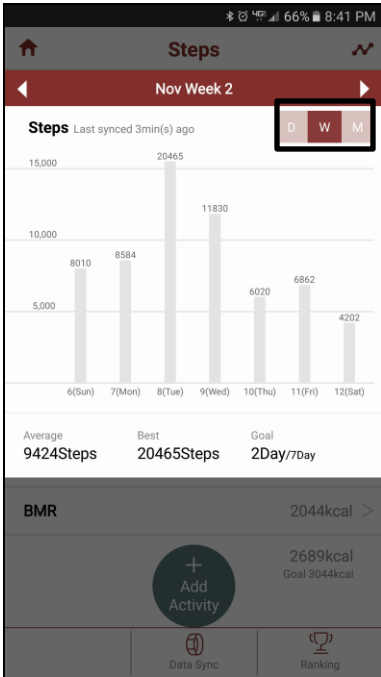 4G LTE 66% 8:41 PM
Steps
Nov Week 2
Steps Last synced 3min(s) ago
D W M
15,000
10,000
5,000
8010
8584
20465
11830
6020
6862
4202
6(Sun) 7(Mon) 8(Tue) 9(Wed) 10(Thu) 11(Fri) 12(Sat)
Average Best Goal
9424Steps 20465Steps 2Day/7Day
BMR 2044kcal >
2689kcal
Goal 3044kcal
+
Add
Activity
Data Sync Ranking